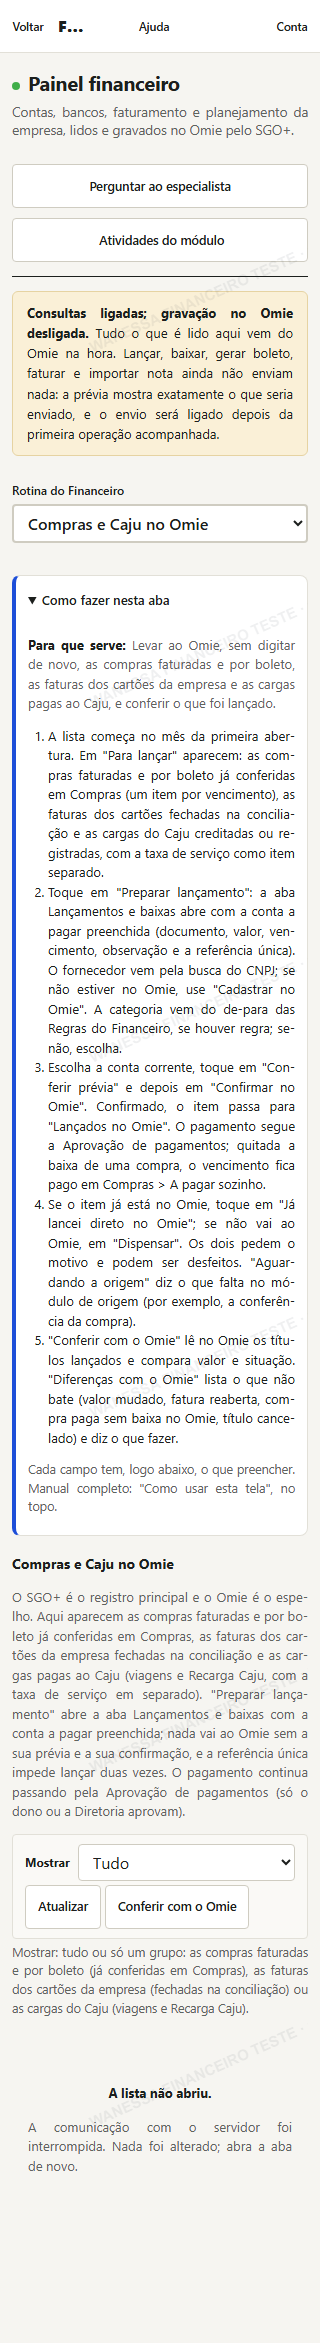 Voltar F... Ajuda Conta
Painel financeiro
Contas, bancos, faturamento e planejamento da
empresa, lidos e gravados no Omie pelo SGO+.
Perguntar ao especialista
Atividades do módulo
Consultas ligadas; gravação no Omie
desligada. Tudo o que é lido aqui vem do
Omie na hora. Lançar, baixar, gerar boleto,
faturar e importar nota ainda não enviam
nada: a prévia mostra exatamente o que seria
enviado, e o envio será ligado depois da
primeira operação acompanhada.
Rotina do Financeiro
Compras e Caju no Omie
▼ Como fazer nesta aba
Para que serve: Levar ao Omie, sem digitar
de novo, as compras faturadas e por boleto,
as faturas dos cartões da empresa e as cargas
pagas ao Caju, e conferir o que foi lançado.
1. A lista começa no mês da primeira aber-
tura. Em "Para lançar" aparecem: as com-
pras faturadas e por boleto já conferidas
em Compras (um item por vencimento), as
faturas dos cartões fechadas na concilia-
ção e as cargas do Caju creditadas ou re-
gistradas, com a taxa de serviço como item
separado.
2. Toque em "Preparar lançamento": a aba
Lançamentos e baixas abre com a conta a
pagar preenchida (documento, valor, ven-
cimento, observação e a referência única).
O fornecedor vem pela busca do CNPJ; se
não estiver no Omie, use "Cadastrar no
Omie". A categoria vem do de-para das
Regras do Financeiro, se houver regra; se-
não, escolha.
3. Escolha a conta corrente, toque em "Con-
ferir prévia" e depois em "Confirmar no
Omie". Confirmado, o item passa para
"Lançados no Omie". O pagamento segue
a Aprovação de pagamentos; quitada a
baixa de uma compra, o vencimento fica
pago em Compras > A pagar sozinho.
4. Se o item já está no Omie, toque em "Já
lancei direto no Omie"; se não vai ao
Omie, em "Dispensar". Os dois pedem o
motivo e podem ser desfeitos. "Aguar-
dando a origem" diz o que falta no mó-
dulo de origem (por exemplo, a conferên-
cia da compra).
5. "Conferir com o Omie" lê no Omie os títu-
los lançados e compara valor e situação.
"Diferenças com o Omie" lista o que não
bate (valor mudado, fatura reaberta, com-
pra paga sem baixa no Omie, título cance-
lado) e diz o que fazer.
Cada campo tem, logo abaixo, o que preencher.
Manual completo: "Como usar esta tela", no
topo.
Compras e Caju no Omie
O SGO+ é o registro principal e o Omie é o espe-
lho. Aqui aparecem as compras faturadas e por bo-
leto já conferidas em Compras, as faturas dos car-
tões da empresa fechadas na conciliação e as car-
gas pagas ao Caju (viagens e Recarga Caju, com a
taxa de serviço em separado). "Preparar lança-
mento" abre a aba Lançamentos e baixas com a
conta a pagar preenchida; nada vai ao Omie sem a
sua prévia e a sua confirmação, e a referência única
impede lançar duas vezes. O pagamento continua
passando pela Aprovação de pagamentos (só o
dono ou a Diretoria aprovam).
Mostrar Tudo
Atualizar Conferir com o Omie
Mostrar: tudo ou só um grupo: as compras faturadas
e por boleto (já conferidas em Compras), as faturas
dos cartões da empresa (fechadas na conciliação) ou
as cargas do Caju (viagens e Recarga Caju).
WANESSA FINANCEIRO TESTE ·
A lista não abriu.
A comunicação com o servidor foi
interrompida. Nada foi alterado; abra a aba
de novo.